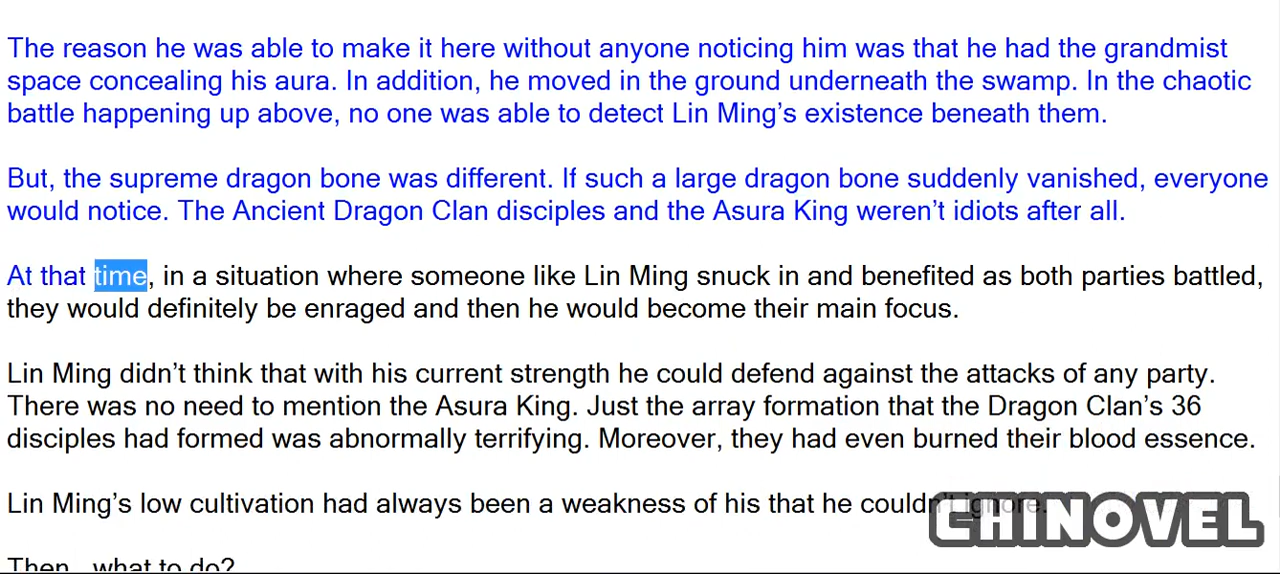 The reason he was able to make it here without anyone noticing him was that he had the grandmist
space concealing his aura. In addition, he moved in the ground underneath the swamp. In the chaotic
battle happening up above, no one was able to detect Lin Ming’s existence beneath them.
But, the supreme dragon bone was different. If such a large dragon bone suddenly vanished, everyone
would notice. The Ancient Dragon Clan disciples and the Asura King weren’t idiots after all.
At that time, in a situation where someone like Lin Ming snuck in and benefited as both parties battled,
they would definitely be enraged and then he would become their main focus.
Lin Ming didn’t think that with his current strength he could defend against the attacks of any party.
There was no need to mention the Asura King. Just the array formation that the Dragon Clan’s 36
disciples had formed was abnormally terrifying. Moreover, they had even burned their blood essence.
Lin Ming’s low cultivation had always been a weakness of his that he couldn’t ignore.
CHINOVEL
Then.. what to do?